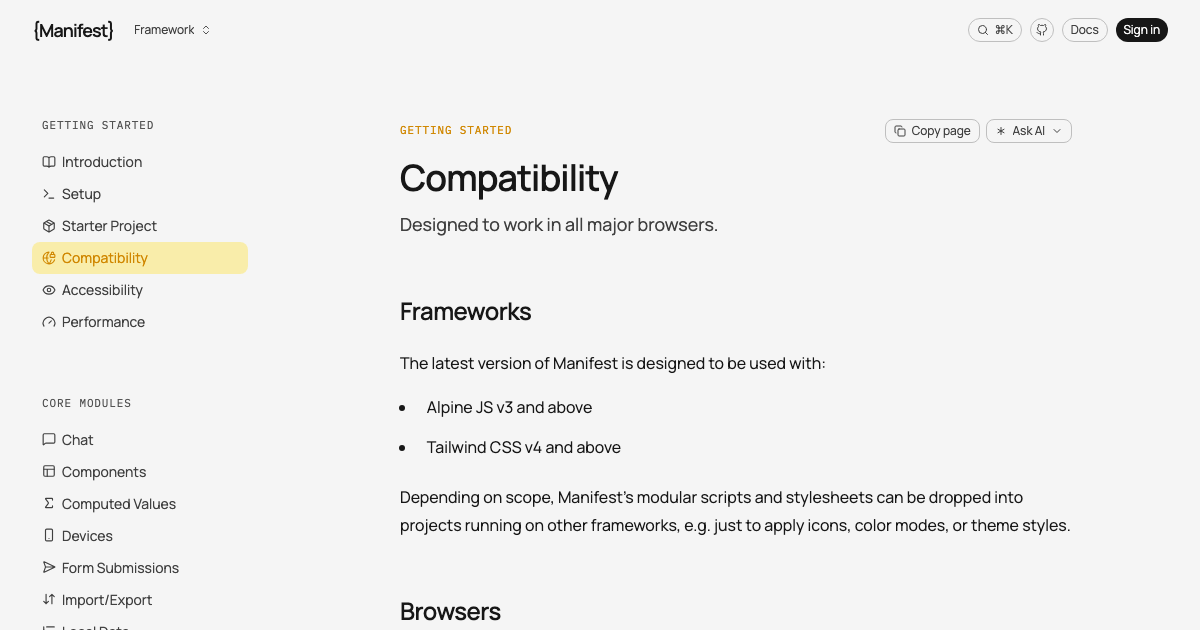 {Manifest}
Framework
⌘K
Docs
Sign in
GETTING STARTED
Introduction
Setup
Starter Project
Compatibility
Accessibility
Performance
CORE MODULES
Chat
Components
Computed Values
Devices
Form Submissions
Import/Export
Local Data
GETTING STARTED
Copy page
Ask AI
Compatibility
Designed to work in all major browsers.
Frameworks
The latest version of Manifest is designed to be used with:
• Alpine JS v3 and above
• Tailwind CSS v4 and above
Depending on scope, Manifest's modular scripts and stylesheets can be dropped into
projects running on other frameworks, e.g. just to apply icons, color modes, or theme styles.
Browsers